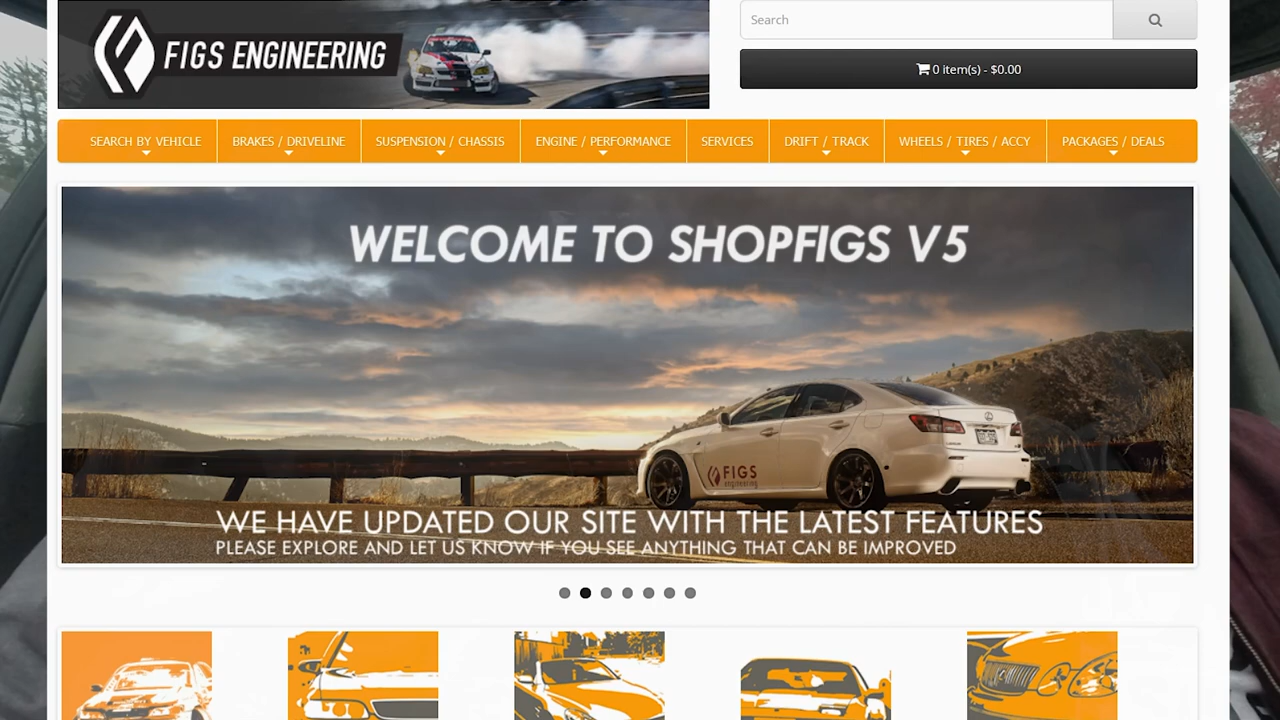 FIGS ENGINEERING
Search
0 item(s) - $0.00
SEARCH BY VEHICLE
BRAKES / DRIVELINE
SUSPENSION / CHASSIS
ENGINE / PERFORMANCE
SERVICES
DRIFT / TRACK
WHEELS / TIRES / ACCY
PACKAGES / DEALS
WELCOME TO SHOPFIGS V5
FIGS
engineering
WE HAVE UPDATED OUR SITE WITH THE LATEST FEATURES
PLEASE EXPLORE AND LET US KNOW IF YOU SEE ANYTHING THAT CAN BE IMPROVED